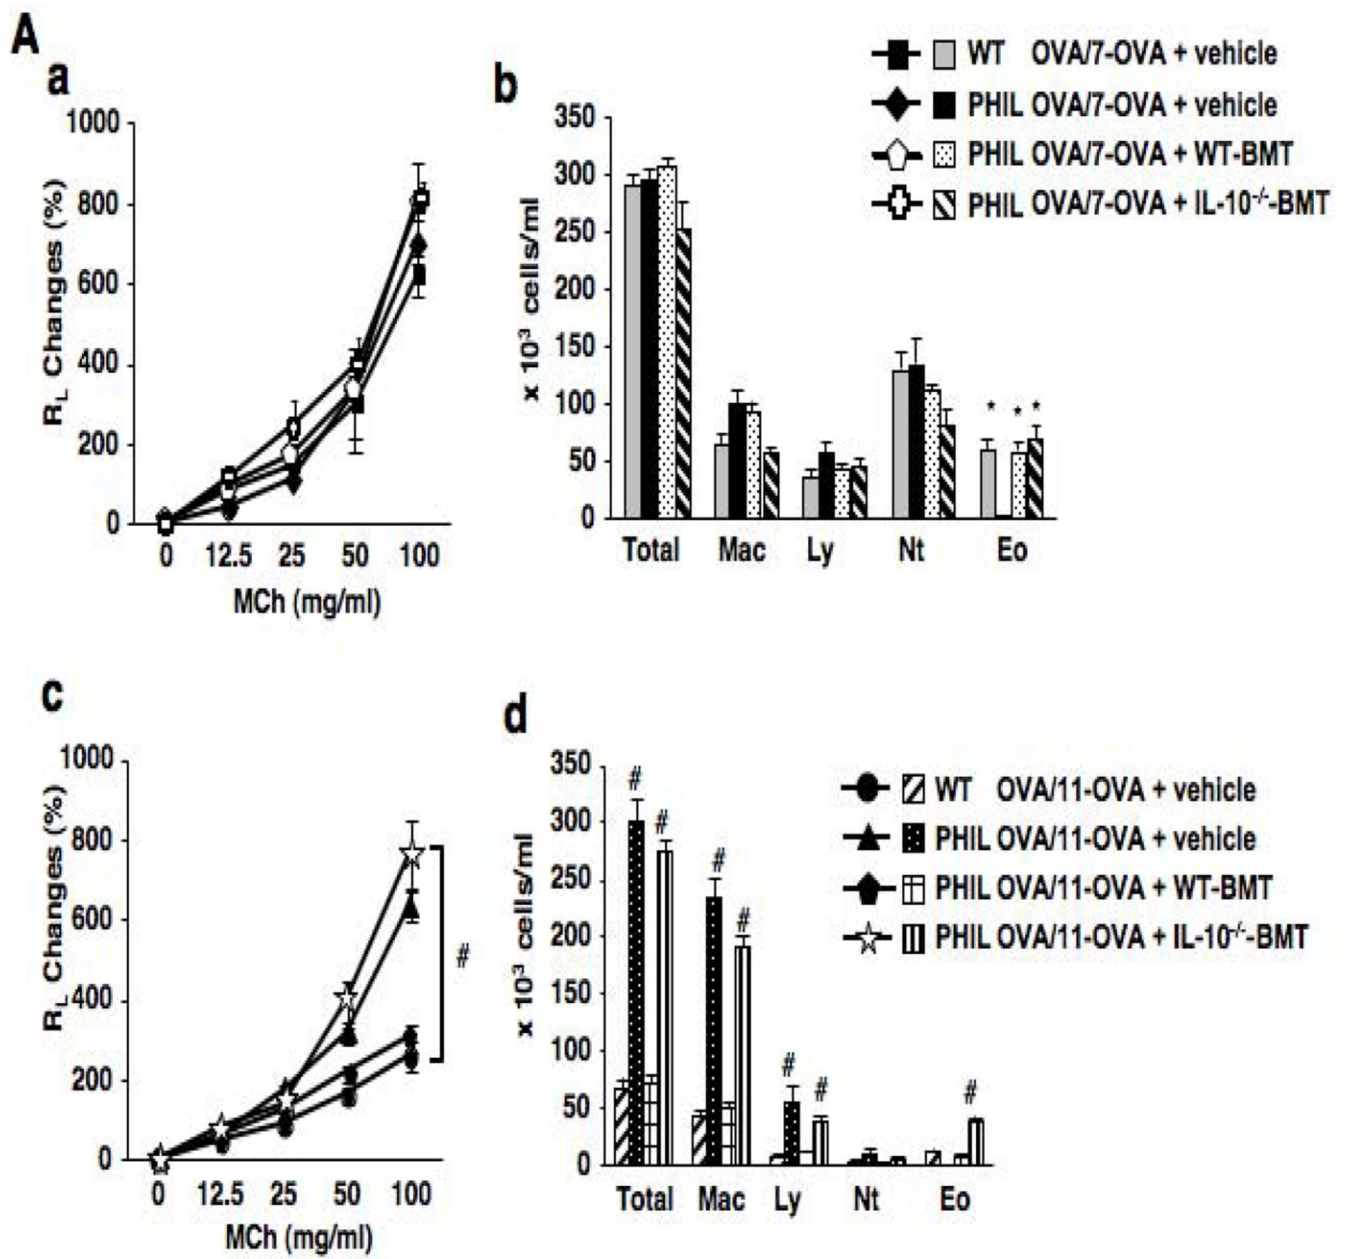 A
a
1000
800
600
400
200
0
R_L Changes (%)
0 12.5 25 50 100
MCh (mg/ml)
b
350
300
250
200
150
100
50
0
x 10³ cells/ml
* * *
Total Mac Ly Nt Eo
WT OVA/7-OVA + vehicle
PHIL OVA/7-OVA + vehicle
PHIL OVA/7-OVA + WT-BMT
PHIL OVA/7-OVA + IL-10⁻/⁻-BMT
c
1000
800
600
400
200
0
R_L Changes (%)
#
0 12.5 25 50 100
MCh (mg/ml)
d
350
300
250
200
150
100
50
0
x 10³ cells/ml
# #
# #
# #
#
Total Mac Ly Nt Eo
WT OVA/11-OVA + vehicle
PHIL OVA/11-OVA + vehicle
PHIL OVA/11-OVA + WT-BMT
PHIL OVA/11-OVA + IL-10⁻/⁻-BMT